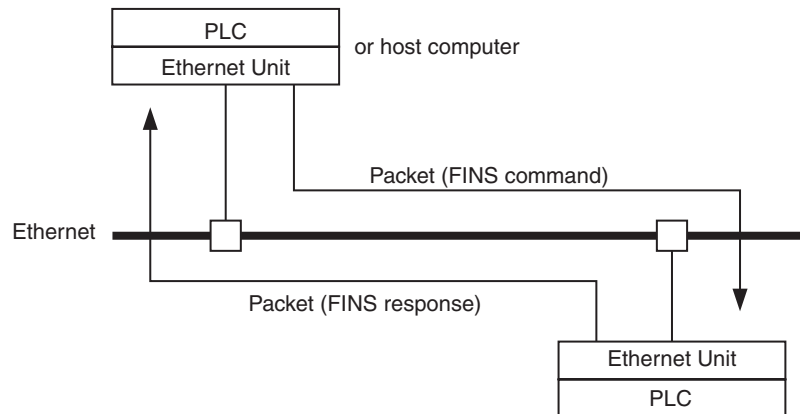 PLC
Ethernet Unit
or host computer
Packet (FINS command)
Ethernet
Packet (FINS response)
Ethernet Unit
PLC